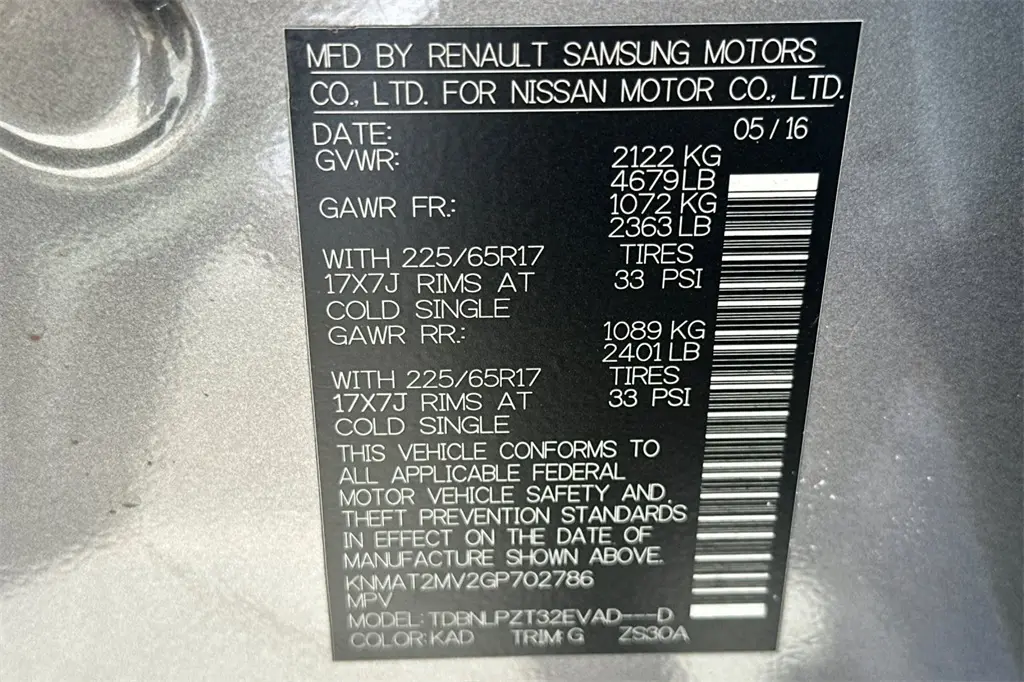 MFD BY RENAULT SAMSUNG MOTORS
CO., LTD. FOR NISSAN MOTOR CO., LTD.
DATE: 05 / 16
GVWR: 2122 KG
4679 LB
GAWR FR.: 1072 KG
2363 LB
WITH 225/65R17 TIRES
17X7J RIMS AT 33 PSI
COLD SINGLE
GAWR RR.: 1089 KG
2401 LB
WITH 225/65R17 TIRES
17X7J RIMS AT 33 PSI
COLD SINGLE
THIS VEHICLE CONFORMS TO
ALL APPLICABLE FEDERAL
MOTOR VEHICLE SAFETY AND
THEFT PREVENTION STANDARDS
IN EFFECT ON THE DATE OF
MANUFACTURE SHOWN ABOVE.
KNMAT2MV2GP702786
MPV
MODEL: TDBNLPZT32EVAD---D
COLOR: KAD TRIM: G ZS30A